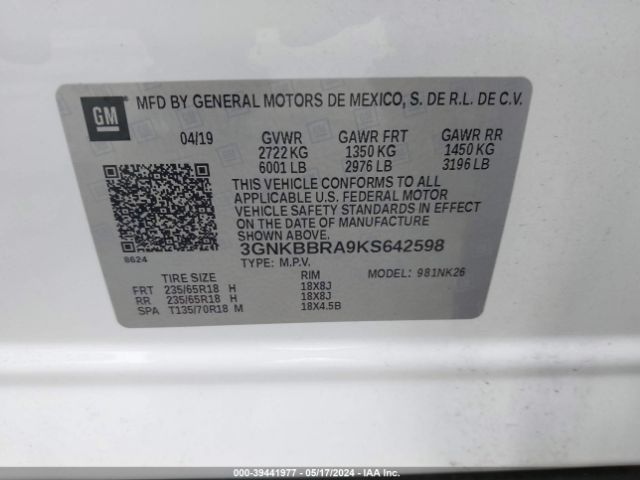 GM
MFD BY GENERAL MOTORS DE MEXICO, S. DE R.L. DE C.V.
04/19 GVWR GAWR FRT GAWR RR
2722 KG 1350 KG 1450 KG
6001 LB 2976 LB 3196 LB
THIS VEHICLE CONFORMS TO ALL
APPLICABLE U.S. FEDERAL MOTOR
VEHICLE SAFETY STANDARDS IN EFFECT
ON THE DATE OF MANUFACTURE
SHOWN ABOVE.
3GNKBBRA9KS642598
8624 TYPE: M.P.V. MODEL: 981NK26
TIRE SIZE RIM
FRT 235/65R18 H 18X8J
RR 235/65R18 H 18X8J
SPA T135/70R18 M 18X4.5B
000-39441977 - 05/17/2024 - IAA Inc.